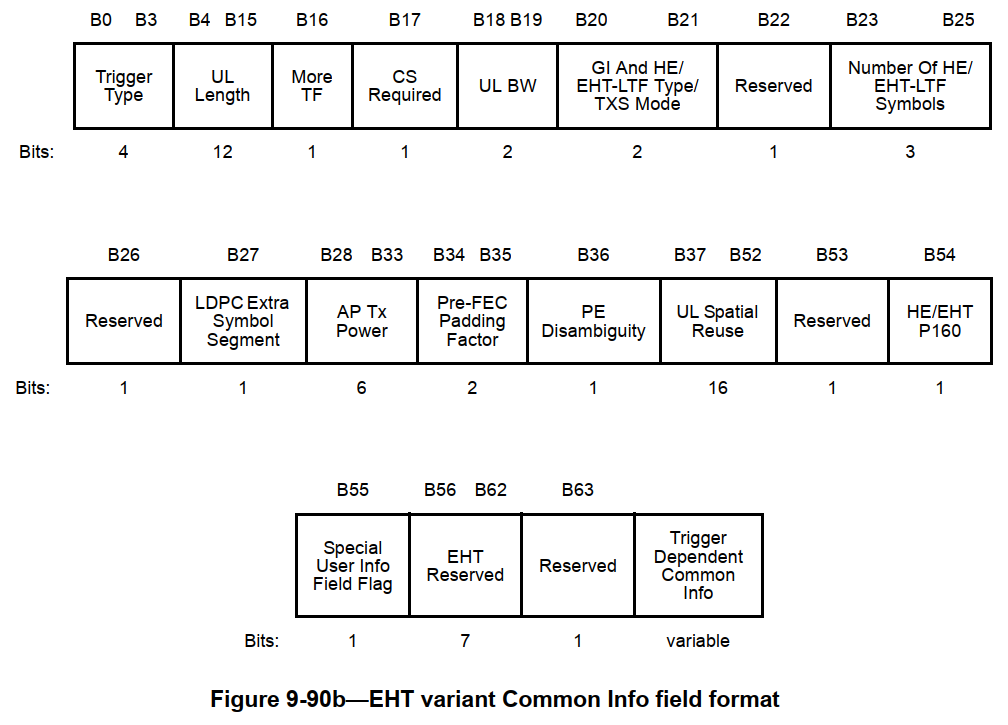 B0 B3 B4 B15 B16 B17 B18 B19 B20 B21 B22 B23 B25
Trigger Type
UL Length
More TF
CS Required
UL BW
GI And HE/ EHT-LTF Type/ TXS Mode
Reserved
Number Of HE/ EHT-LTF Symbols
Bits: 4 12 1 1 2 2 1 3
B26 B27 B28 B33 B34 B35 B36 B37 B52 B53 B54
Reserved
LDPC Extra Symbol Segment
AP Tx Power
Pre-FEC Padding Factor
PE Disambiguity
UL Spatial Reuse
Reserved
HE/EHT P160
Bits: 1 1 6 2 1 16 1 1
B55 B56 B62 B63
Special User Info Field Flag
EHT Reserved
Reserved
Trigger Dependent Common Info
Bits: 1 7 1 variable
Figure 9-90b—EHT variant Common Info field format